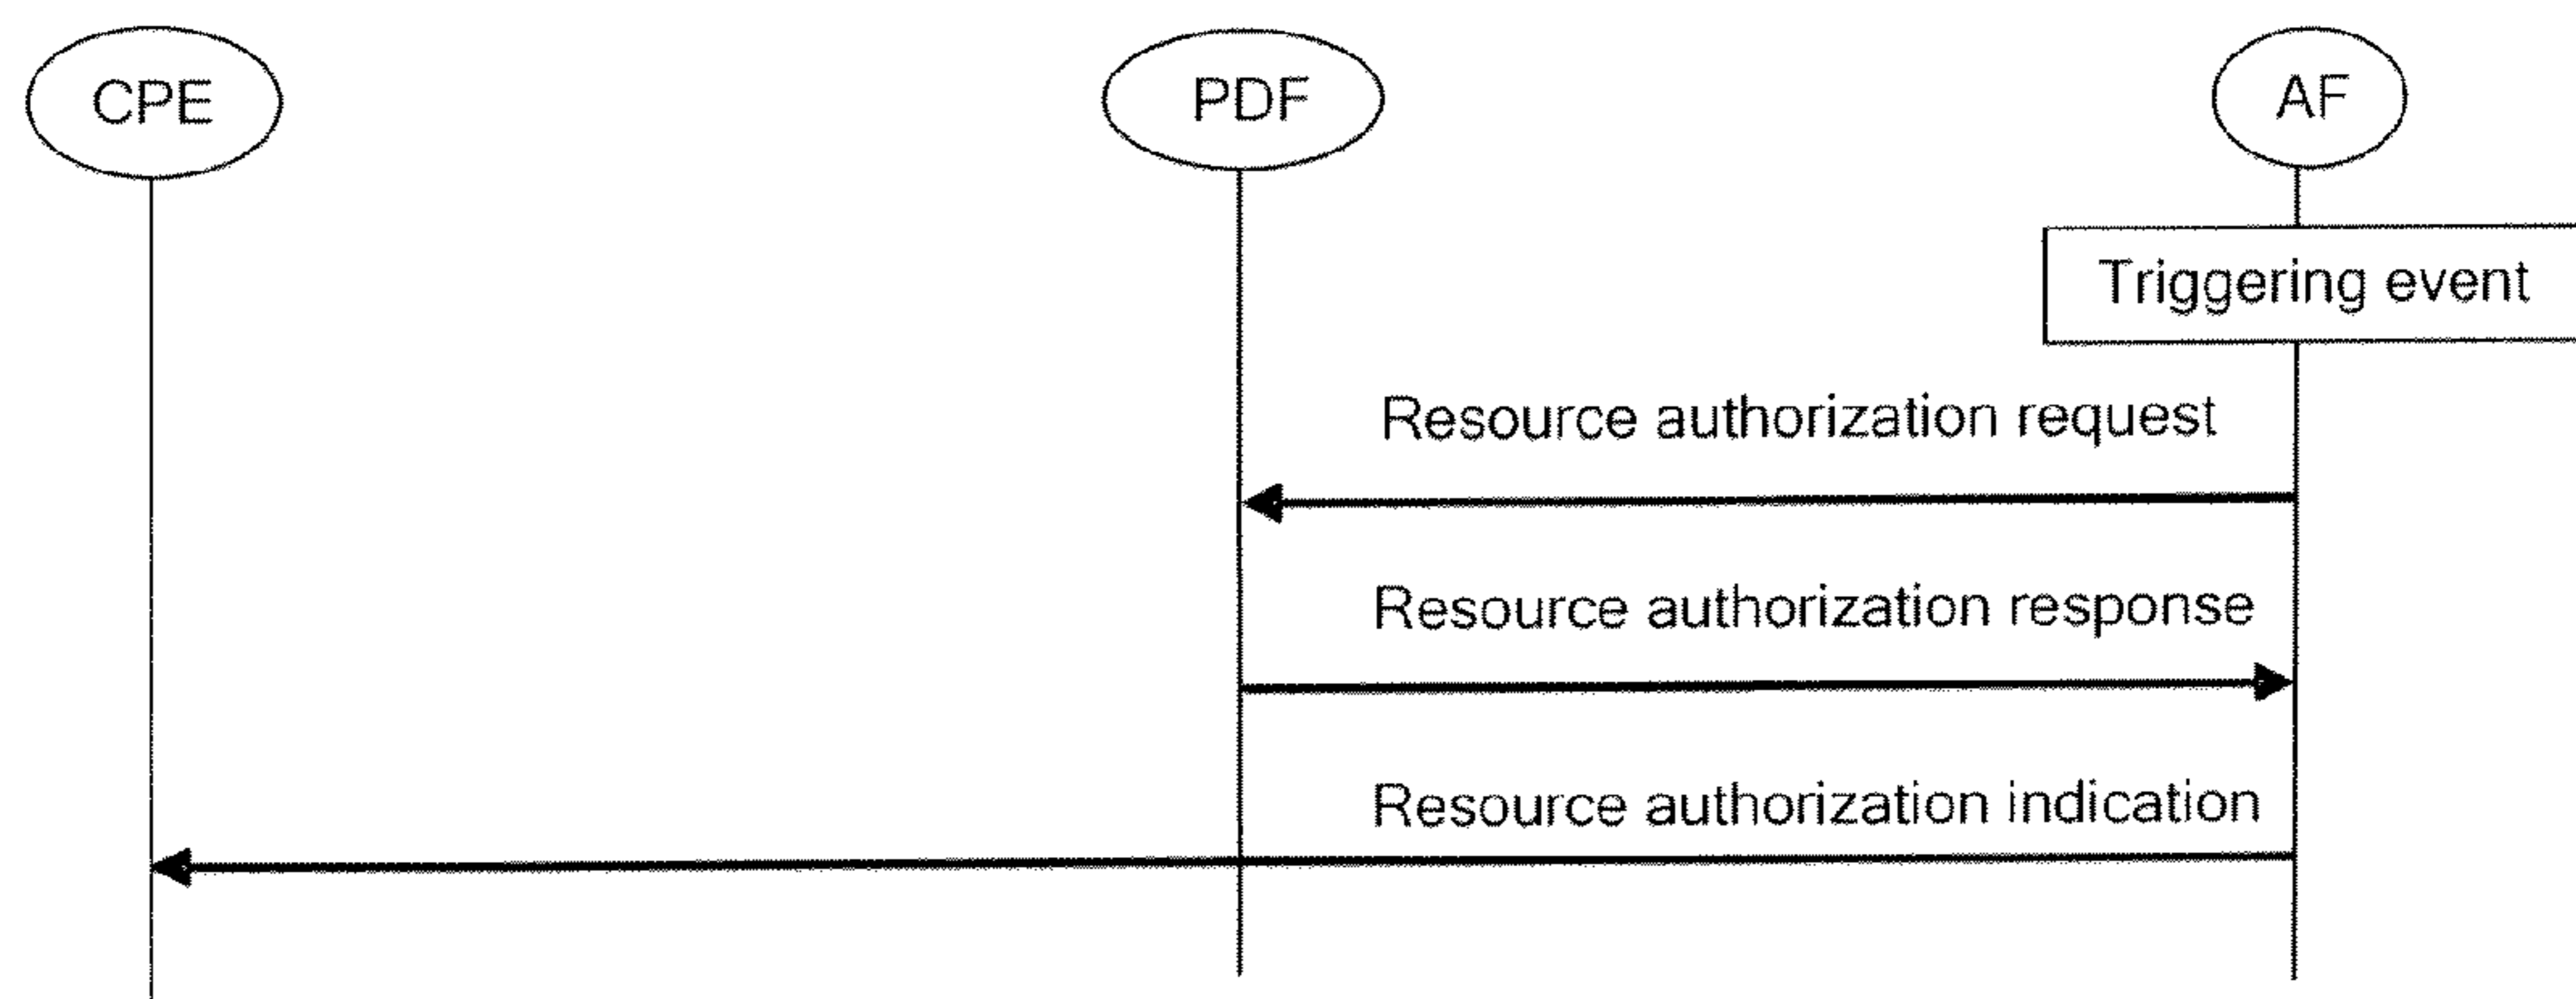 CPE
PDF
AF
Triggering event
Resource authorization request
Resource authorization response
Resource authorization indication